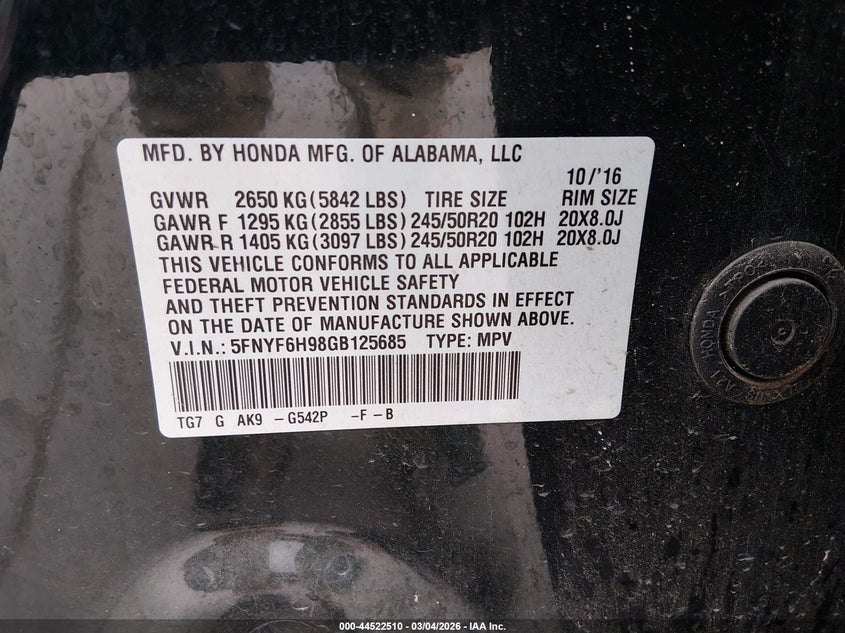 MFD. BY HONDA MFG. OF ALABAMA, LLC
10/'16
GVWR 2650 KG(5842 LBS) TIRE SIZE RIM SIZE
GAWR F 1295 KG(2855 LBS) 245/50R20 102H 20X8.0J
GAWR R 1405 KG(3097 LBS) 245/50R20 102H 20X8.0J
THIS VEHICLE CONFORMS TO ALL APPLICABLE
FEDERAL MOTOR VEHICLE SAFETY
AND THEFT PREVENTION STANDARDS IN EFFECT
ON THE DATE OF MANUFACTURE SHOWN ABOVE.
V.I.N.: 5FNYF6H98GB125685 TYPE: MPV
TG7 G AK9 -G542P -F-B
HONDA
000-44522510 - 03/04/2026 - IAA Inc.